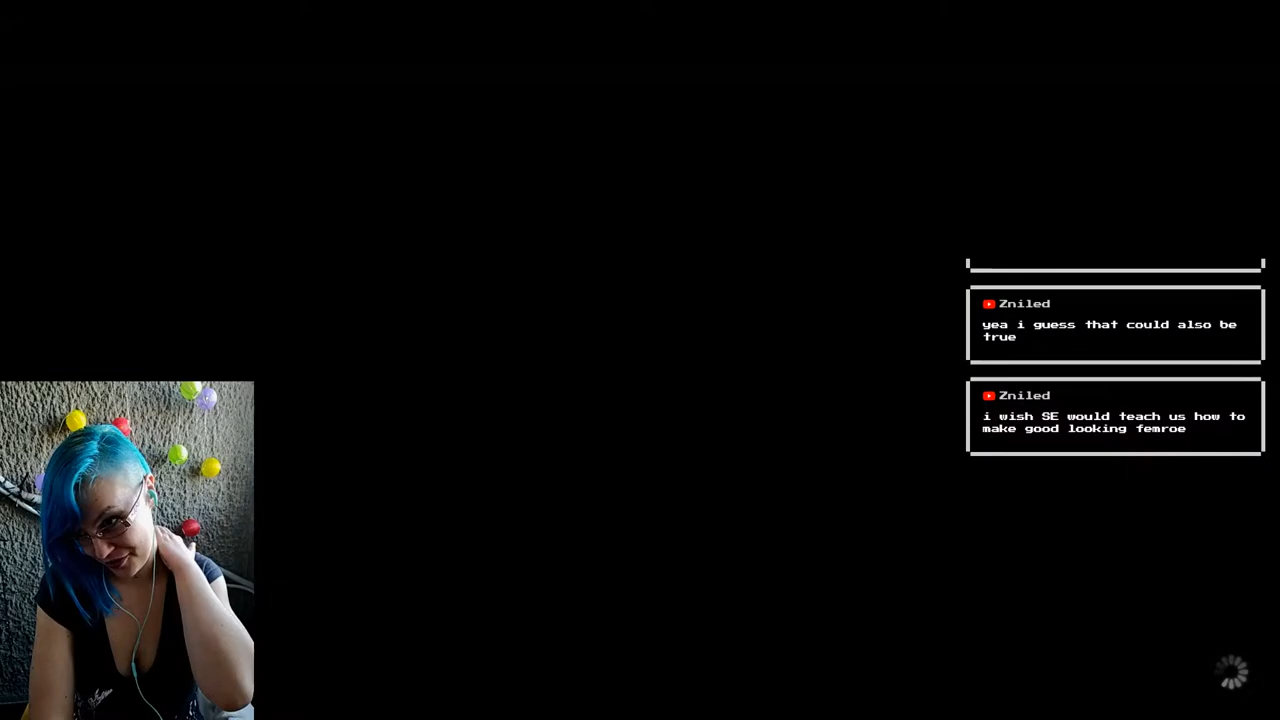 Zniled
yea i guess that could also be
true
Zniled
i wish SE would teach us how to
make good looking femroe